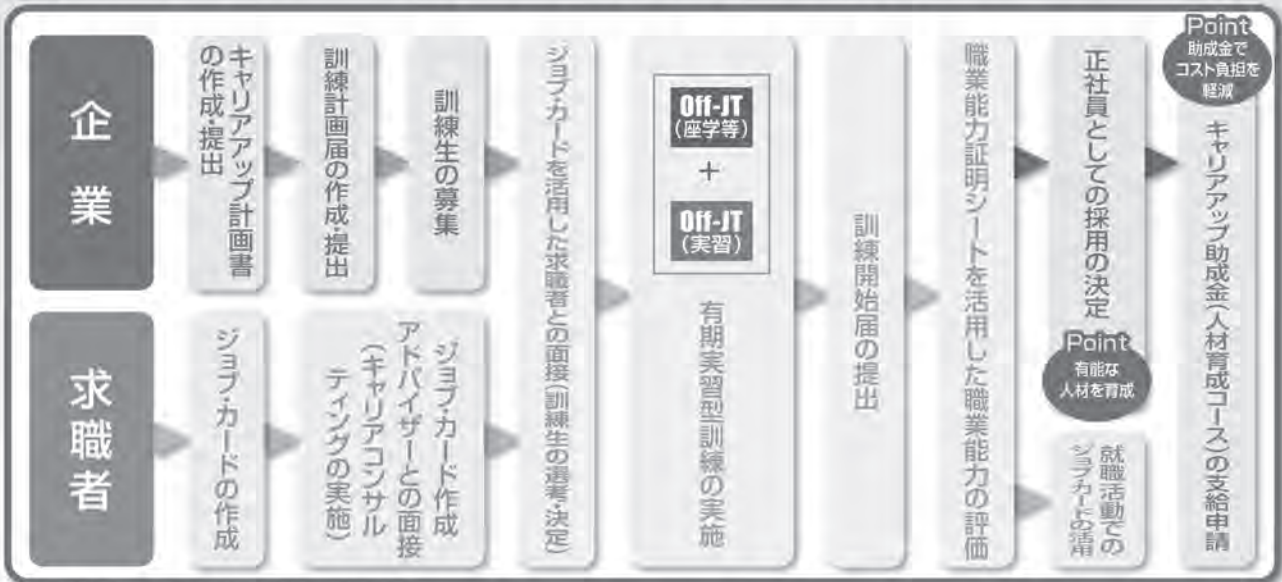 企業
キャリアアップ計画書
の作成・提出
訓練計画届の作成・提出
訓練生の募集
求職者
ジョブ・カードの作成
ジョブ・カード作成
アドバイザーとの面接
(キャリアコンサル
ティングの実施)
ジョブ・カードを活用した求職者との面接(訓練生の選考・決定)
Off-JT
(座学等)
+
Off-JT
(実習)
有期実習型訓練の実施
訓練開始届の提出
職業能力証明シートを活用した職業能力の評価
正社員としての採用の決定
Point
有能な
人材を育成
就職活動での
ジョブカードの活用
Point
助成金で
コスト負担を
軽減
キャリアアップ助成金(人材育成コース)の支給申請